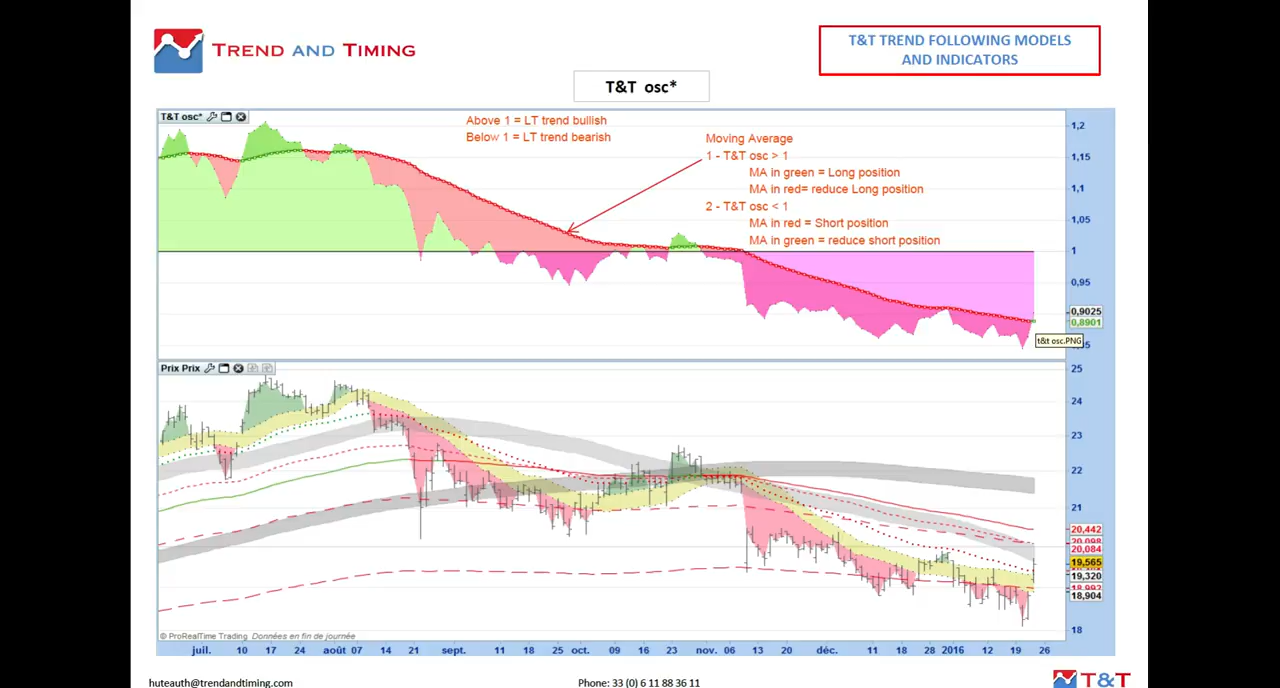 TREND AND TIMING
T&T TREND FOLLOWING MODELS
AND INDICATORS
T&T osc*
T&T osc*
Above 1 = LT trend bullish
Below 1 = LT trend bearish
Moving Average
1 - T&T osc > 1
MA in green = Long position
MA in red= reduce Long position
2 - T&T osc < 1
MA in red = Short position
MA in green = reduce short position
1,2
1,15
1,1
1,05
1
0,95
0,9025
0,8901
t&t osc.PNG
Prix Prix
25
24
23
22
21
20,442
20,084
19,565
19,320
18,904
18
© ProRealTime Trading Données en fin de journée
juil. 10 17 24 août 07 14 21 sept. 11 18 25 oct. 09 16 23 nov. 06 13 20 déc. 11 18 28 2016 12 19 26
huteauth@trendandtiming.com
Phone: 33 (0) 6 11 88 36 11
T&T